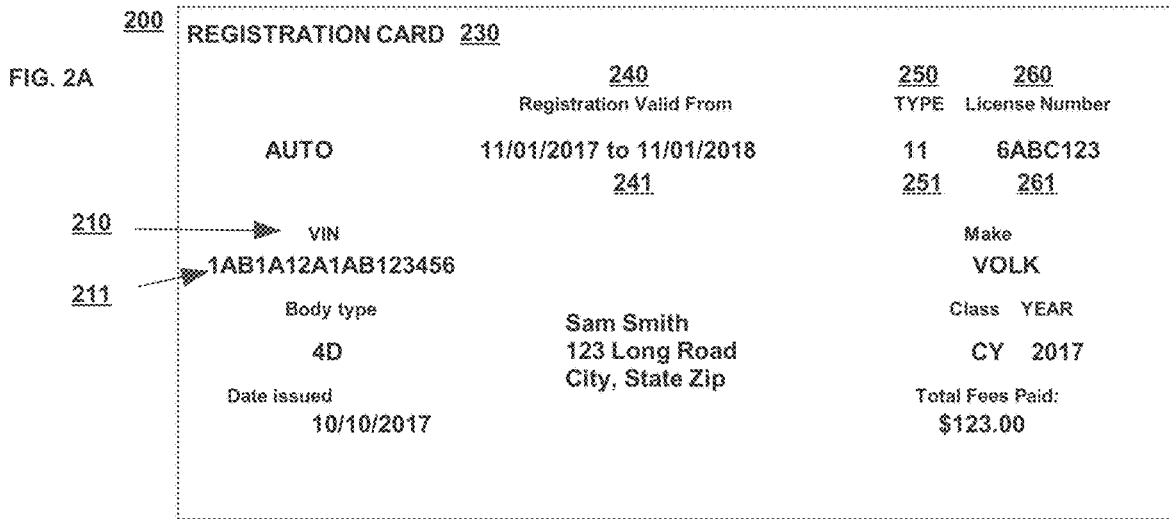 200
REGISTRATION CARD 230
FIG. 2A
240 250 260
Registration Valid From TYPE License Number
AUTO 11/01/2017 to 11/01/2018 11 6ABC123
241 251 261
210 VIN Make
1AB1A12A1AB123456 VOLK
211
Body type Class YEAR
Sam Smith
4D 123 Long Road CY 2017
City, State Zip
Date issued Total Fees Paid:
10/10/2017 $123.00